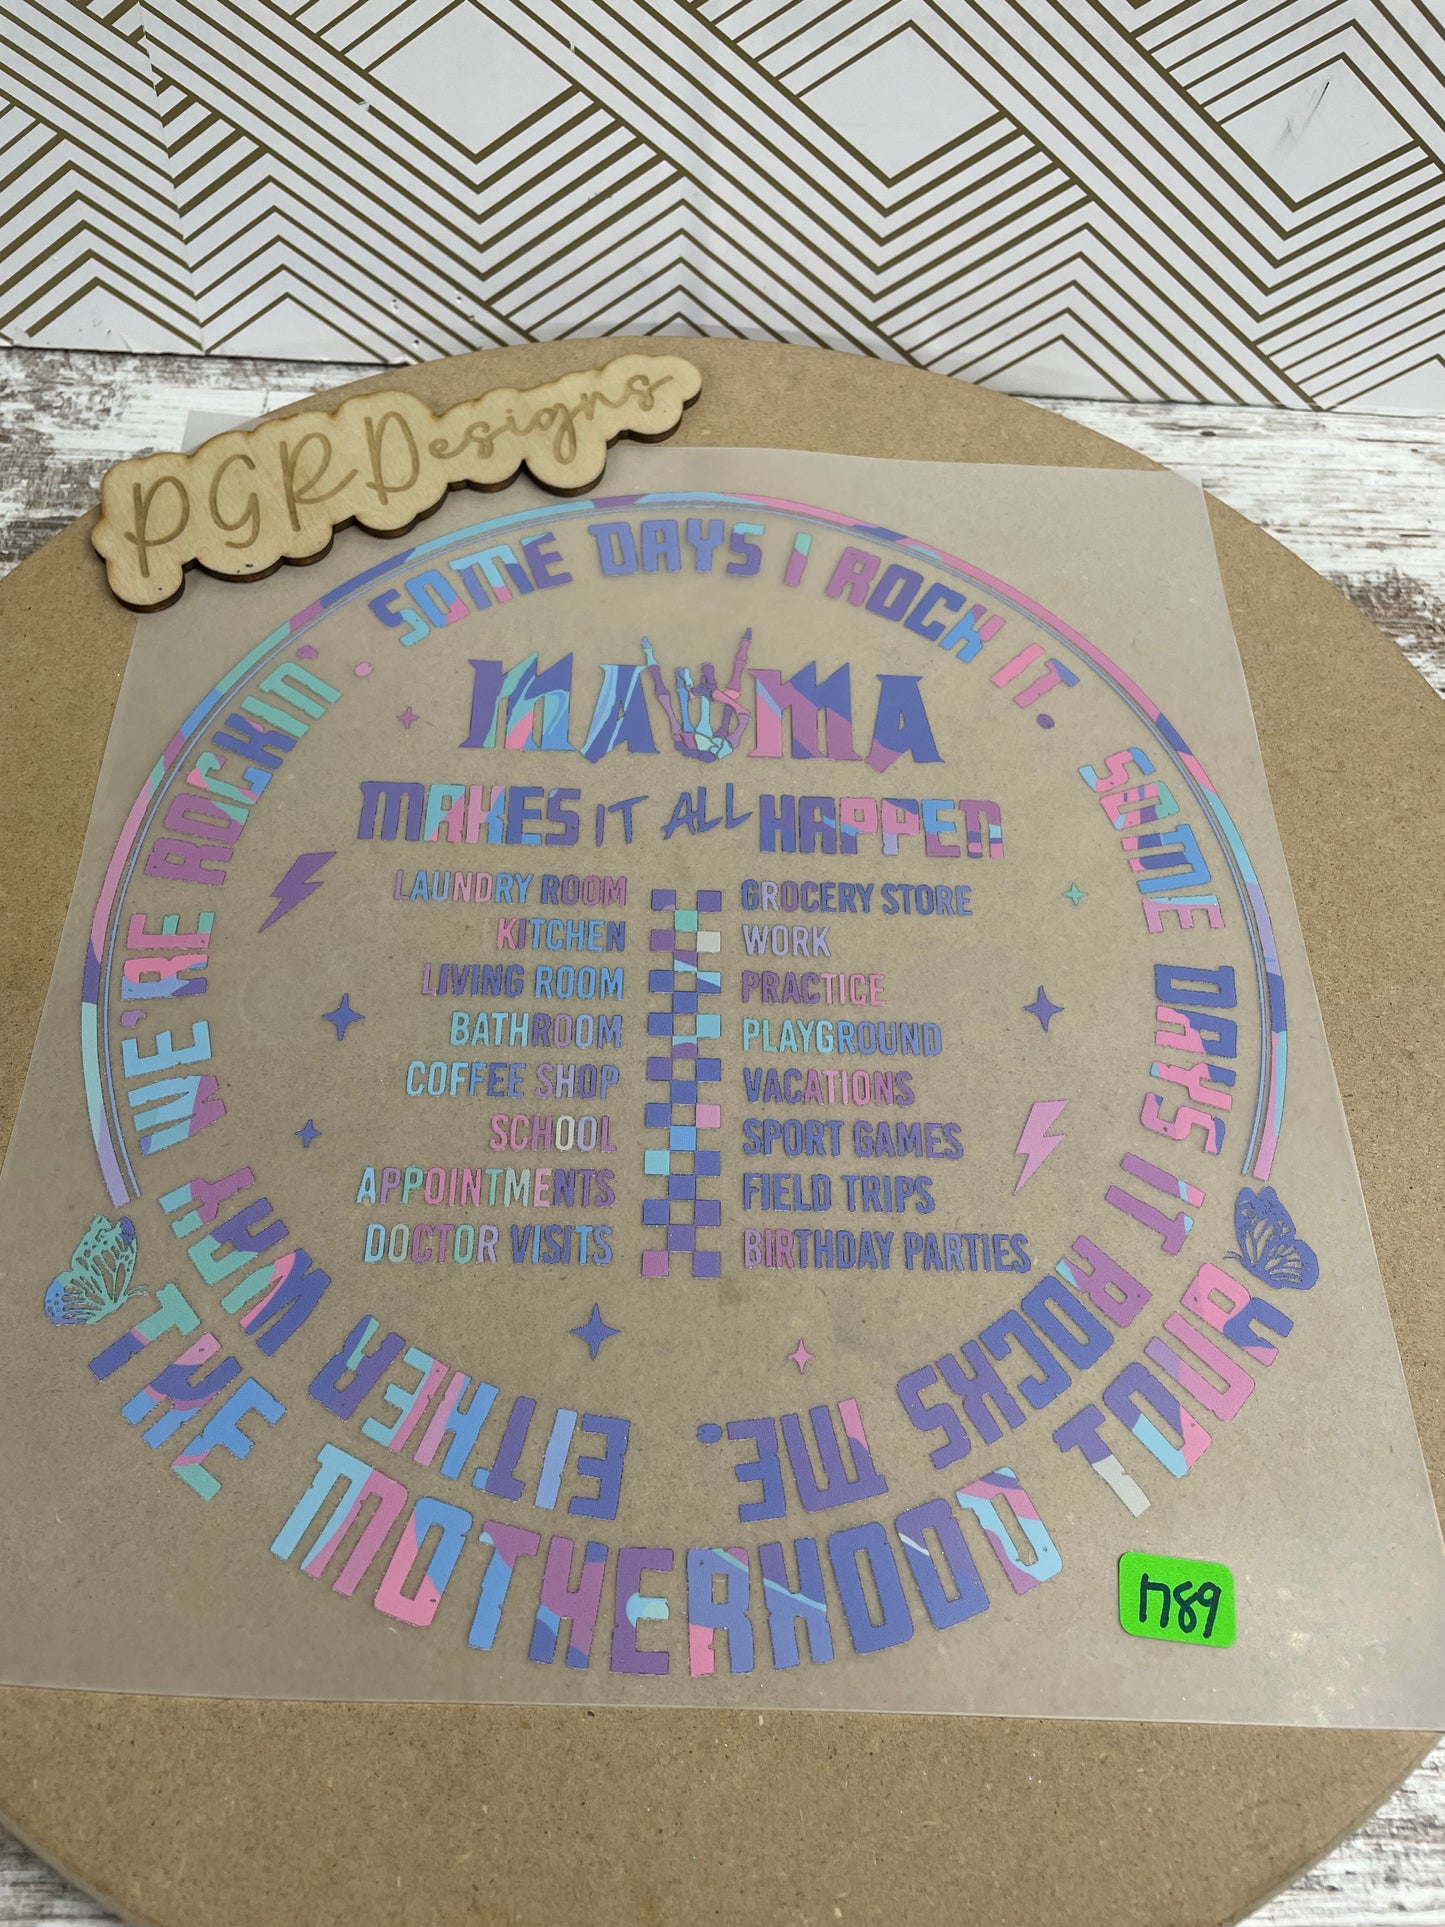 PGRDesigns
SOME DAYS I ROCK IT. SOME DAYS IT ROCKS ME. EITHER WAY WE'RE ROCKIN'.
MAMA
MAKES IT ALL HAPPEN
LAUNDRY ROOM
KITCHEN
LIVING ROOM
BATHROOM
COFFEE SHOP
SCHOOL
APPOINTMENTS
DOCTOR VISITS
GROCERY STORE
WORK
PRACTICE
PLAYGROUND
VACATIONS
SPORT GAMES
FIELD TRIPS
BIRTHDAY PARTIES
THE MOTHERHOOD TOUR
1789